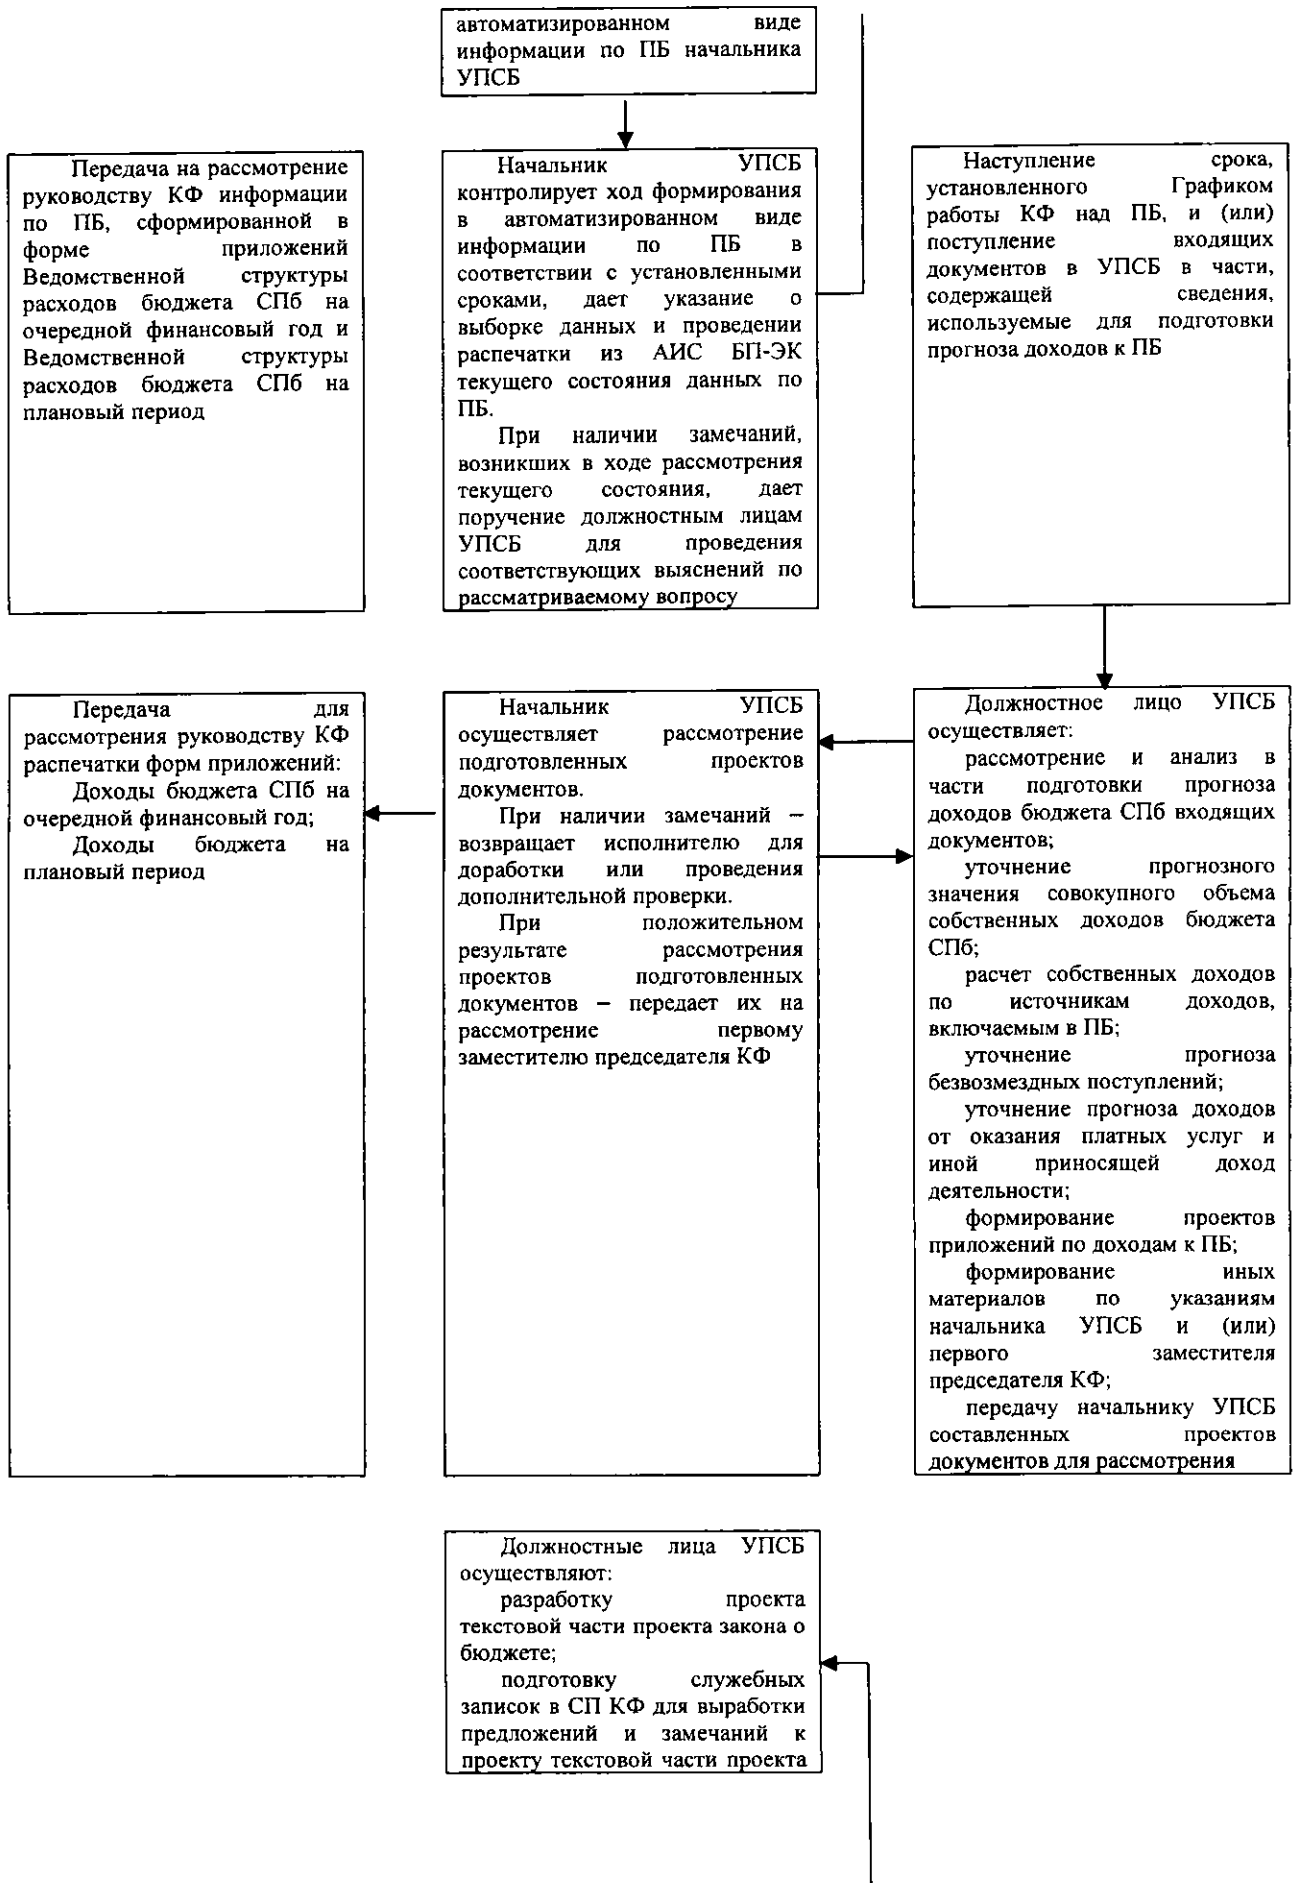 автоматизированном виде
информации по ПБ начальника
УПСБ
Передача на рассмотрение
руководству КФ информации
по ПБ, сформированной в
форме приложений
Ведомственной структуры
расходов бюджета СПб на
очередной финансовый год и
Ведомственной структуры
расходов бюджета СПб на
плановый период
Начальник УПСБ
контролирует ход формирования
в автоматизированном виде
информации по ПБ в
соответствии с установленными
сроками, дает указание о
выборке данных и проведении
распечатки из АИС БП-ЭК
текущего состояния данных по
ПБ.
При наличии замечаний,
возникших в ходе рассмотрения
текущего состояния, дает
поручение должностным лицам
УПСБ для проведения
соответствующих выяснений по
рассматриваемому вопросу
Наступление срока,
установленного Графиком
работы КФ над ПБ, и (или)
поступление входящих
документов в УПСБ в части,
содержащей сведения,
используемые для подготовки
прогноза доходов к ПБ
Передача для
рассмотрения руководству КФ
распечатки форм приложений:
Доходы бюджета СПб на
очередной финансовый год;
Доходы бюджета на
плановый период
Начальник УПСБ
осуществляет рассмотрение
подготовленных проектов
документов.
При наличии замечаний –
возвращает исполнителю для
доработки или проведения
дополнительной проверки.
При положительном
результате рассмотрения
проектов подготовленных
документов – передает их на
рассмотрение первому
заместителю председателя КФ
Должностное лицо УПСБ
осуществляет:
рассмотрение и анализ в
части подготовки прогноза
доходов бюджета СПб входящих
документов;
уточнение прогнозного
значения совокупного объема
собственных доходов бюджета
СПб;
расчет собственных доходов
по источникам доходов,
включаемым в ПБ;
уточнение прогноза
безвозмездных поступлений;
уточнение прогноза доходов
от оказания платных услуг и
иной приносящей доход
деятельности;
формирование проектов
приложений по доходам к ПБ;
формирование иных
материалов по указаниям
начальника УПСБ и (или)
первого заместителя
председателя КФ;
передачу начальнику УПСБ
составленных проектов
документов для рассмотрения
Должностные лица УПСБ
осуществляют:
разработку проекта
текстовой части проекта закона о
бюджете;
подготовку служебных
записок в СП КФ для выработки
предложений и замечаний к
проекту текстовой части проекта